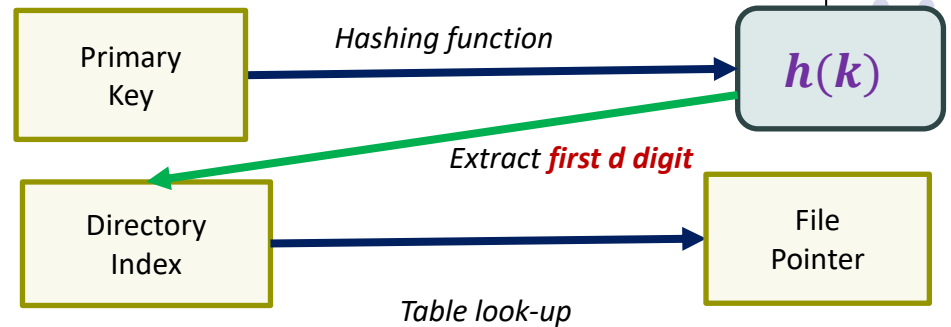 Primary
Key
Hashing function
h(k)
Extract first d digit
Directory
Index
File
Pointer
Table look-up